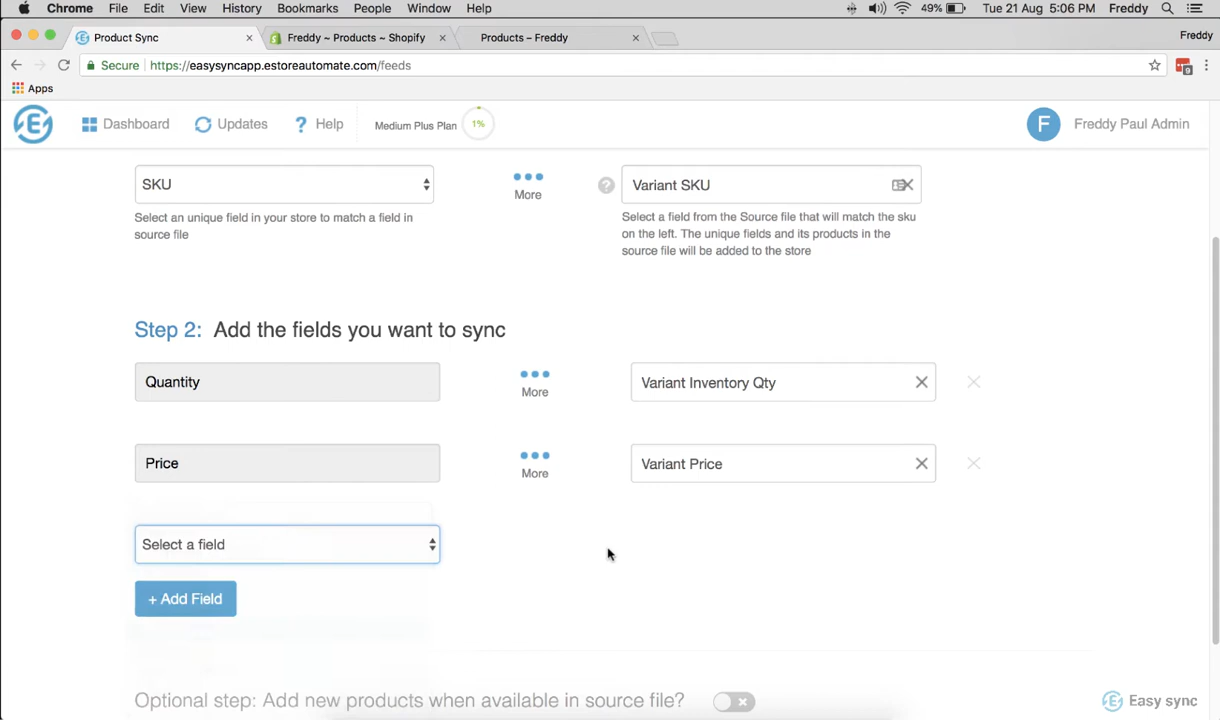 Chrome File Edit View History Bookmarks People Window Help 49% Tue 21 Aug 5:06 PM Freddy
Product Sync Freddy ~ Products ~ Shopify Products – Freddy Freddy
Secure https://easysyncapp.estoreautomate.com/feeds 9
Apps
E Dashboard Updates ? Help Medium Plus Plan 1% F Freddy Paul Admin
SKU ? Variant SKU
More
Select an unique field in your store to match a field in
source file
Select a field from the Source file that will match the sku
on the left. The unique fields and its products in the
source file will be added to the store
Step 2: Add the fields you want to sync
Quantity Variant Inventory Qty
More
Price Variant Price
More
Select a field
+ Add Field
Optional step: Add new products when available in source file? Easy sync